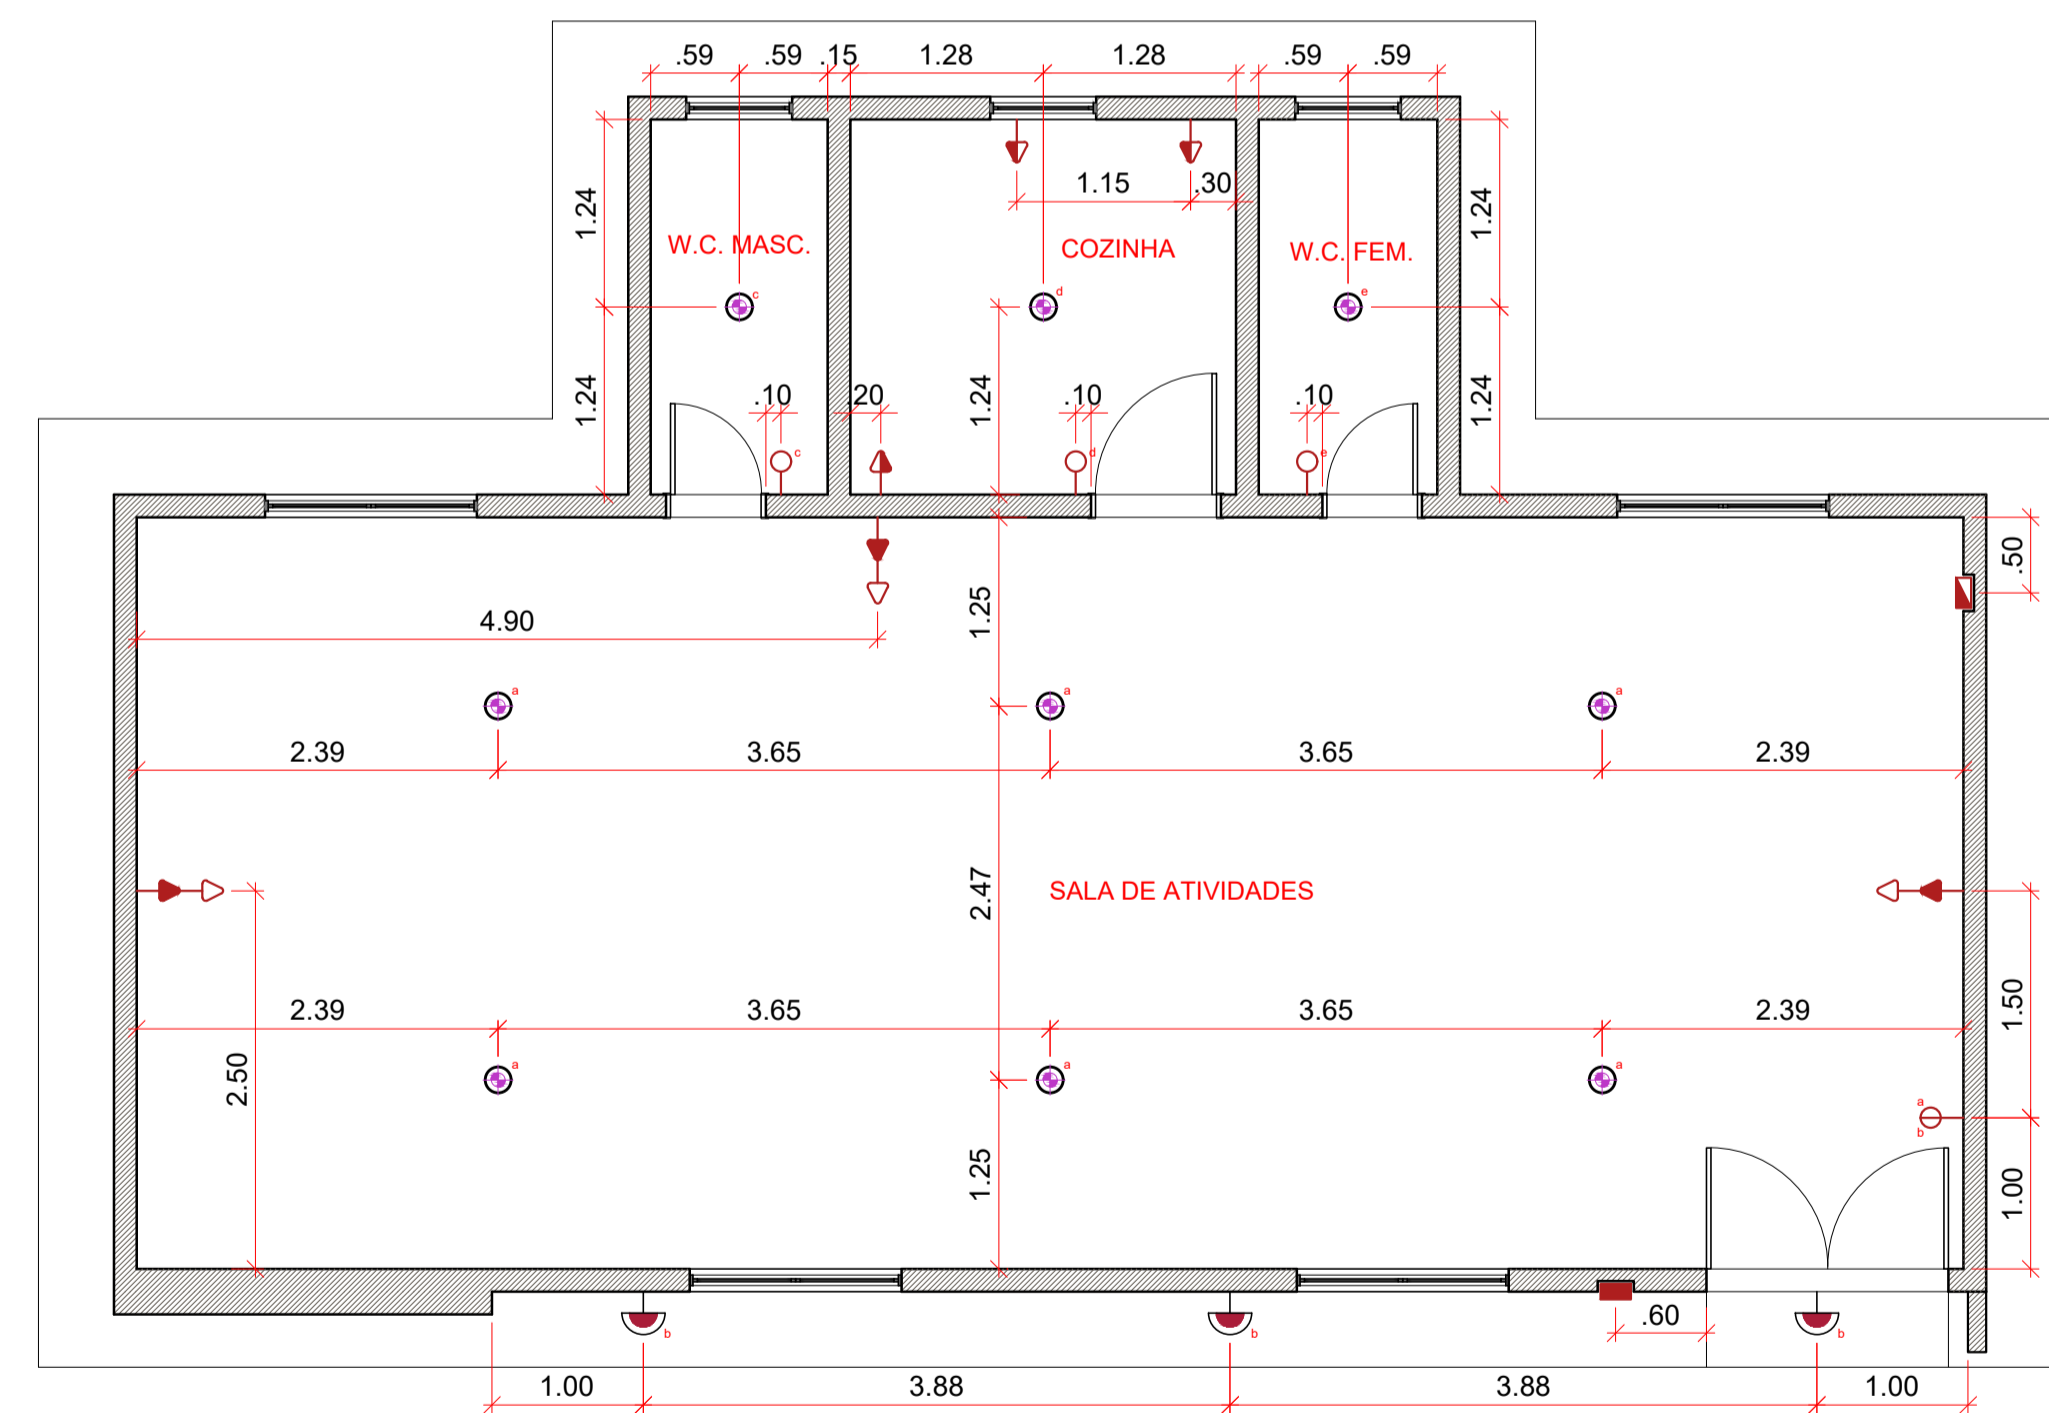 .59 .59 .15 1.28 1.28 .59 .59
1.24 1.15 .30 1.24
W.C. MASC. COZINHA W.C. FEM.
c d e
1.24 .10 .20 1.24 .10 .10 1.24
c d e
.50
1.25
4.90
a a a
2.39 3.65 3.65 2.39
2.47 SALA DE ATIVIDADES
2.39 3.65 3.65 2.39
1.50
2.50 a a a
a
b
1.25 1.00
.60
b b b
1.00 3.88 3.88 1.00